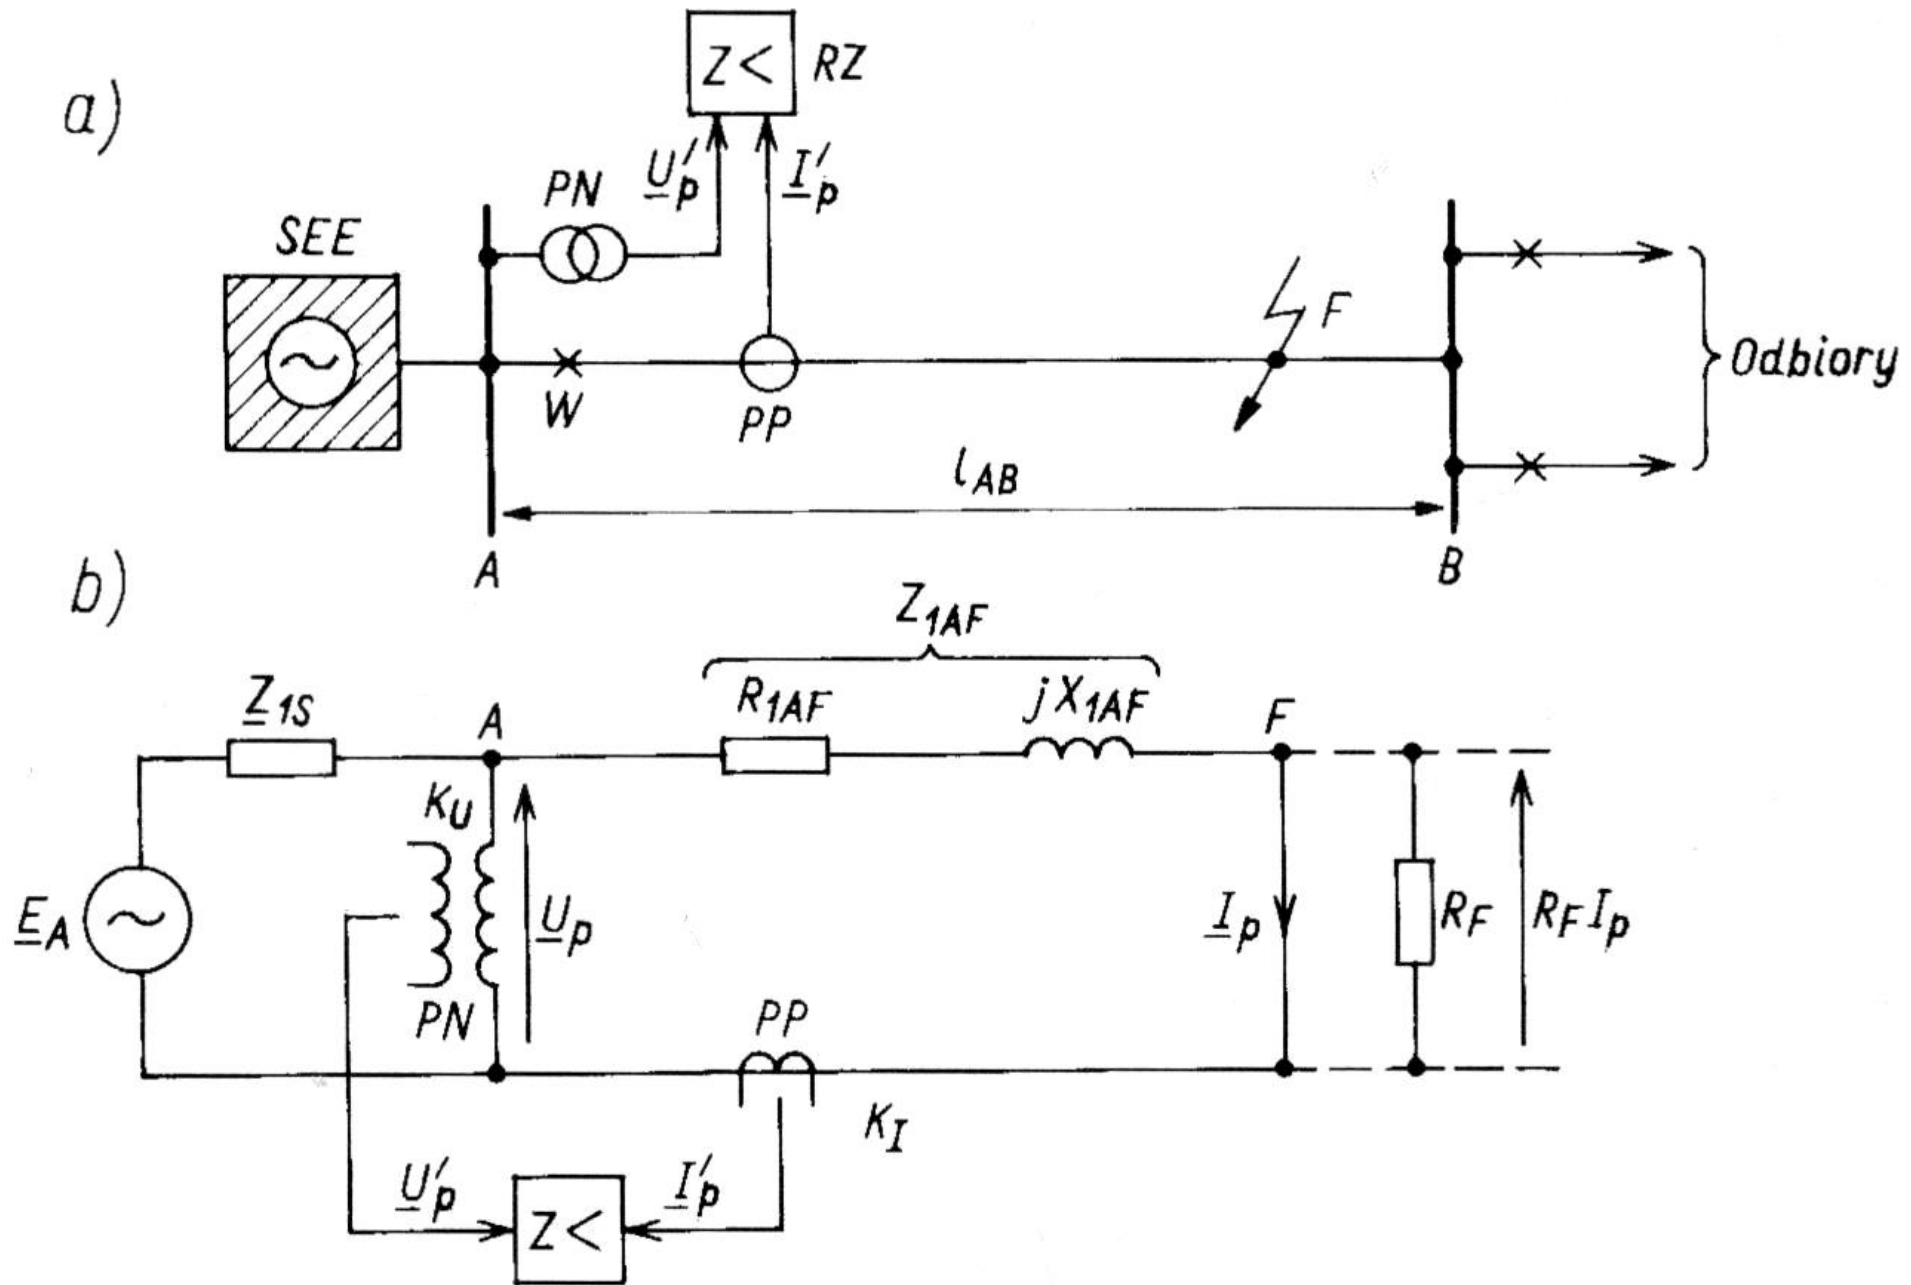 a)
Z< RZ
PN U'p I'p
SEE
F
W PP
Odbiory
lAB
A B
b)
Z1AF
Z1S A R1AF jX1AF F
KU
EA Up Ip RF RFIp
PN PP
KI
U'p I'p
Z<